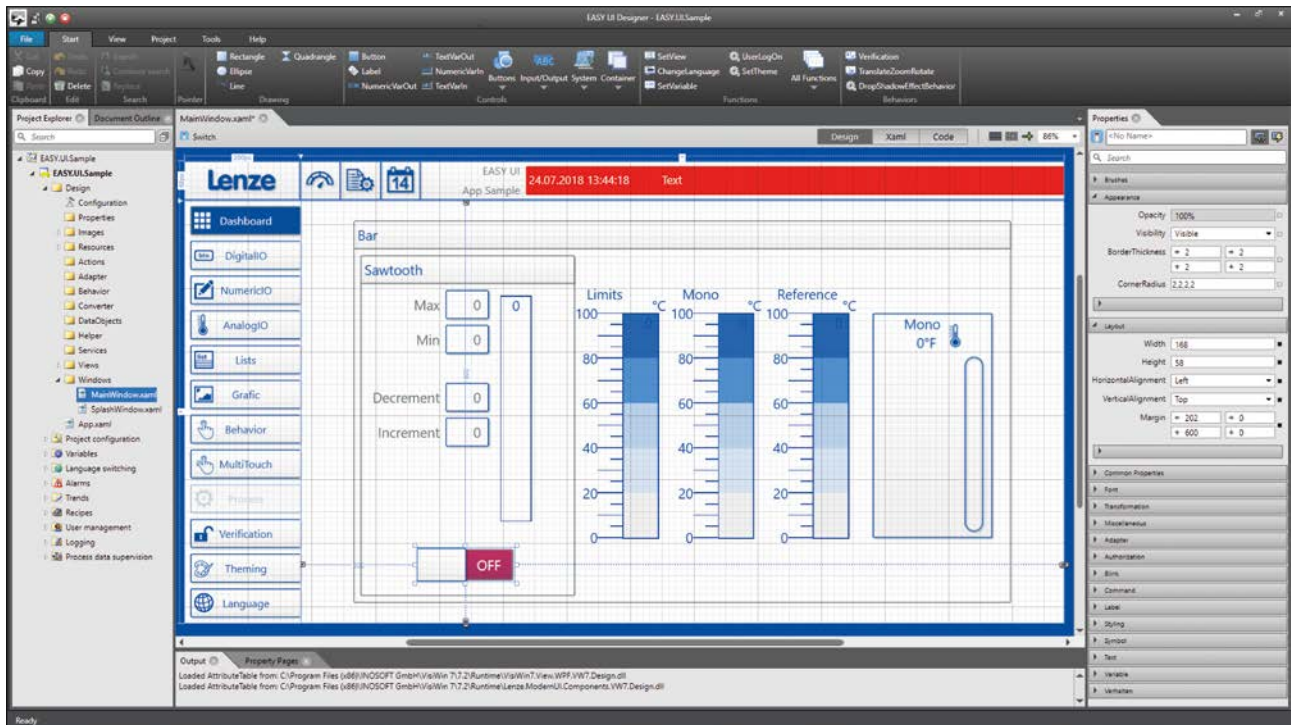 EASY UI Designer - EASY.UI.Sample
File Start View Project Tools Help
Copy
Delete
Clipboard Edit Search Pointer
Rectangle Quadrangle
Ellipse
Line
Drawing
Button TextVarOut
Label NumericVarIn
NumericVarOut TextVarIn
Buttons Input/Output System Container
Controls
SetView UserLogOn
ChangeLanguage SetTheme
SetVariable
All Functions
Functions
Verification
TranslateZoomRotate
DropShadowEffectBehavior
Behaviors
Project Explorer Document Outline
Search
EASY.UI.Sample
EASY.UI.Sample
Design
Configuration
Properties
Images
Resources
Actions
Adapter
Behavior
Converter
DataObjects
Helper
Services
Views
Windows
MainWindow.xaml
SplashWindow.xaml
App.xaml
Project configuration
Variables
Language switching
Alarms
Trends
Recipes
User management
Logging
Process data supervision
MainWindow.xaml*
Switch
Design Xaml Code
86%
Lenze
14
EASY UI
App Sample
24.07.2018 13:44:18 Text
Dashboard
DigitalIO
NumericIO
AnalogIO
Lists
Grafic
Behavior
MultiTouch
Process
Verification
Theming
Language
Bar
Sawtooth
Max 0
Min 0
Decrement 0
Increment 0
0
OFF
Limits
°C
100
80
60
40
20
0
Mono
°C
100
80
60
40
20
0
Reference
°C
100
80
60
40
20
0
Mono
0°F
Output Property Pages
Loaded AttributeTable from: C:\Program Files (x86)\INOSOFT GmbH\VisiWin 7\7.2\Runtime\VisiWin7.View.WPF.VW7.Design.dll
Loaded AttributeTable from: C:\Program Files (x86)\INOSOFT GmbH\VisiWin 7\7.2\Runtime\Lenze.ModernUI.Components.VW7.Design.dll
Properties
<No Name>
Search
Brushes
Appearance
Opacity 100%
Visibility Visible
BorderThickness 2 2
2 2
CornerRadius 2,2,2,2
Layout
Width 168
Height 58
HorizontalAlignment Left
VerticalAlignment Top
Margin 202 0
600 0
Common Properties
Font
Transformation
Miscellaneous
Adapter
Authorization
Blink
Command
Label
Styling
Symbol
Text
Variable
Verhalten
Ready